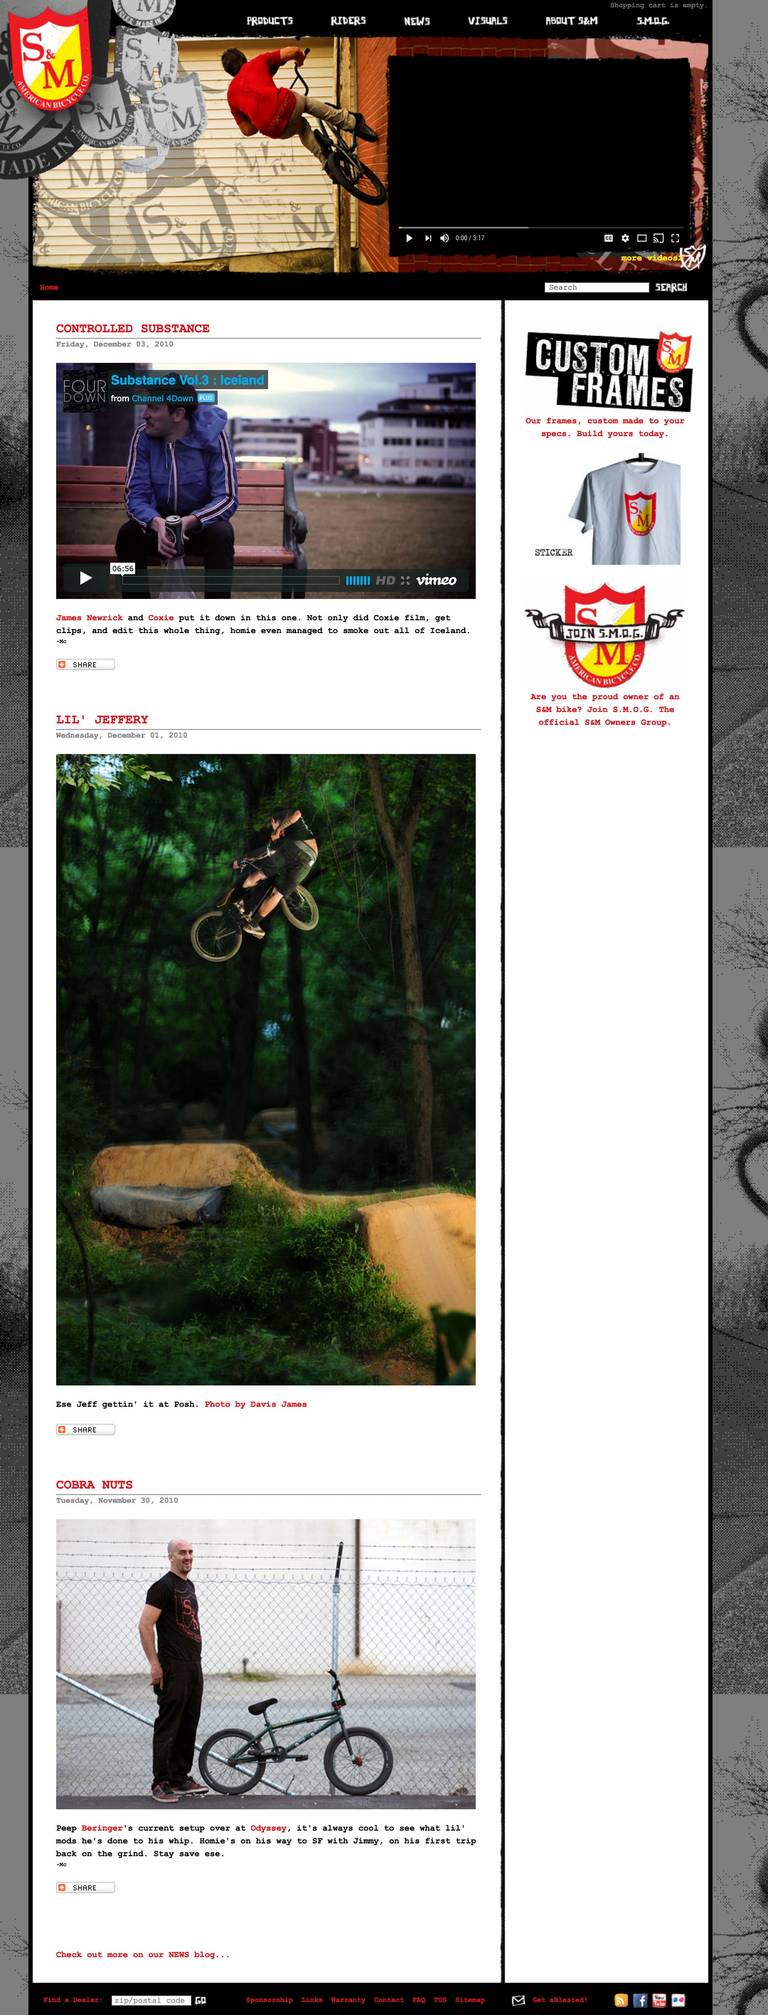 Shopping cart is empty.
PRODUCTS RIDERS NEWS VISUALS ABOUT S&M S.M.O.G.
S&M
AMERICAN BICYCLE CO.
MADE IN
0:00 / 3:17
more videos
Home
Search SEARCH
CONTROLLED SUBSTANCE
Friday, December 03, 2010
FOUR DOWN
Substance Vol.3 : Iceland
from Channel 4Down PLUS
06:56
HD vimeo
James Newrick and Coxie put it down in this one. Not only did Coxie film, get
clips, and edit this whole thing, homie even managed to smoke out all of Iceland.
-Mc
SHARE
LIL' JEFFERY
Wednesday, December 01, 2010
Ese Jeff gettin' it at Posh. Photo by Davis James
SHARE
COBRA NUTS
Tuesday, November 30, 2010
Peep Beringer's current setup over at Odyssey, it's always cool to see what lil'
mods he's done to his whip. Homie's on his way to SF with Jimmy, on his first trip
back on the grind. Stay save ese.
-Mc
SHARE
Check out more on our NEWS blog...
CUSTOM
FRAMES
S&M
Our frames, custom made to your
specs. Build yours today.
S&M
STICKER
S&M
JOIN S.M.O.G.
AMERICAN BICYCLE CO.
Are you the proud owner of an
S&M bike? Join S.M.O.G. The
official S&M Owners Group.
Find a Dealer: zip/postal code GO Sponsorship Links Warranty Contact FAQ TOS Sitemap Get eBlasted! You Tube